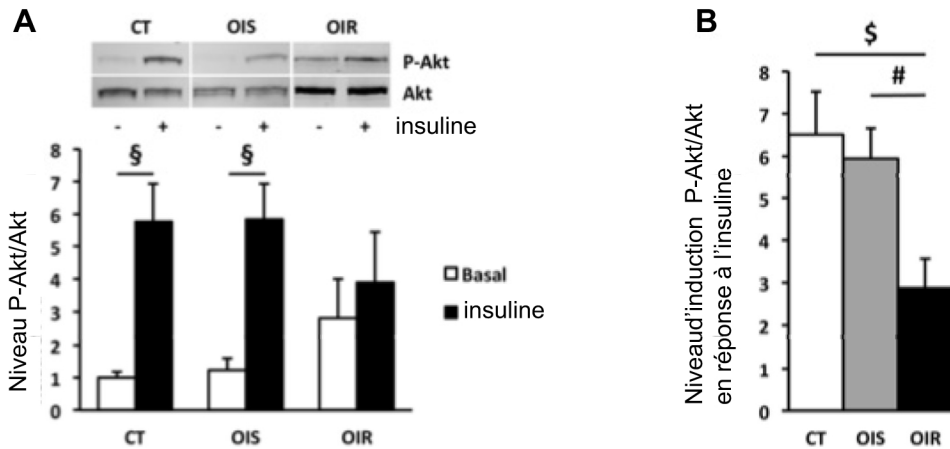 A
CT OIS OIR
P-Akt
Akt
- + - + - + insuline
Niveau P-Akt/Akt
8
7
6
5
4
3
2
1
0
§ §
Basal
insuline
CT OIS OIR
B
$
#
Niveaud'induction P-Akt/Akt
en réponse à l'insuline
8
7
6
5
4
3
2
1
0
CT OIS OIR